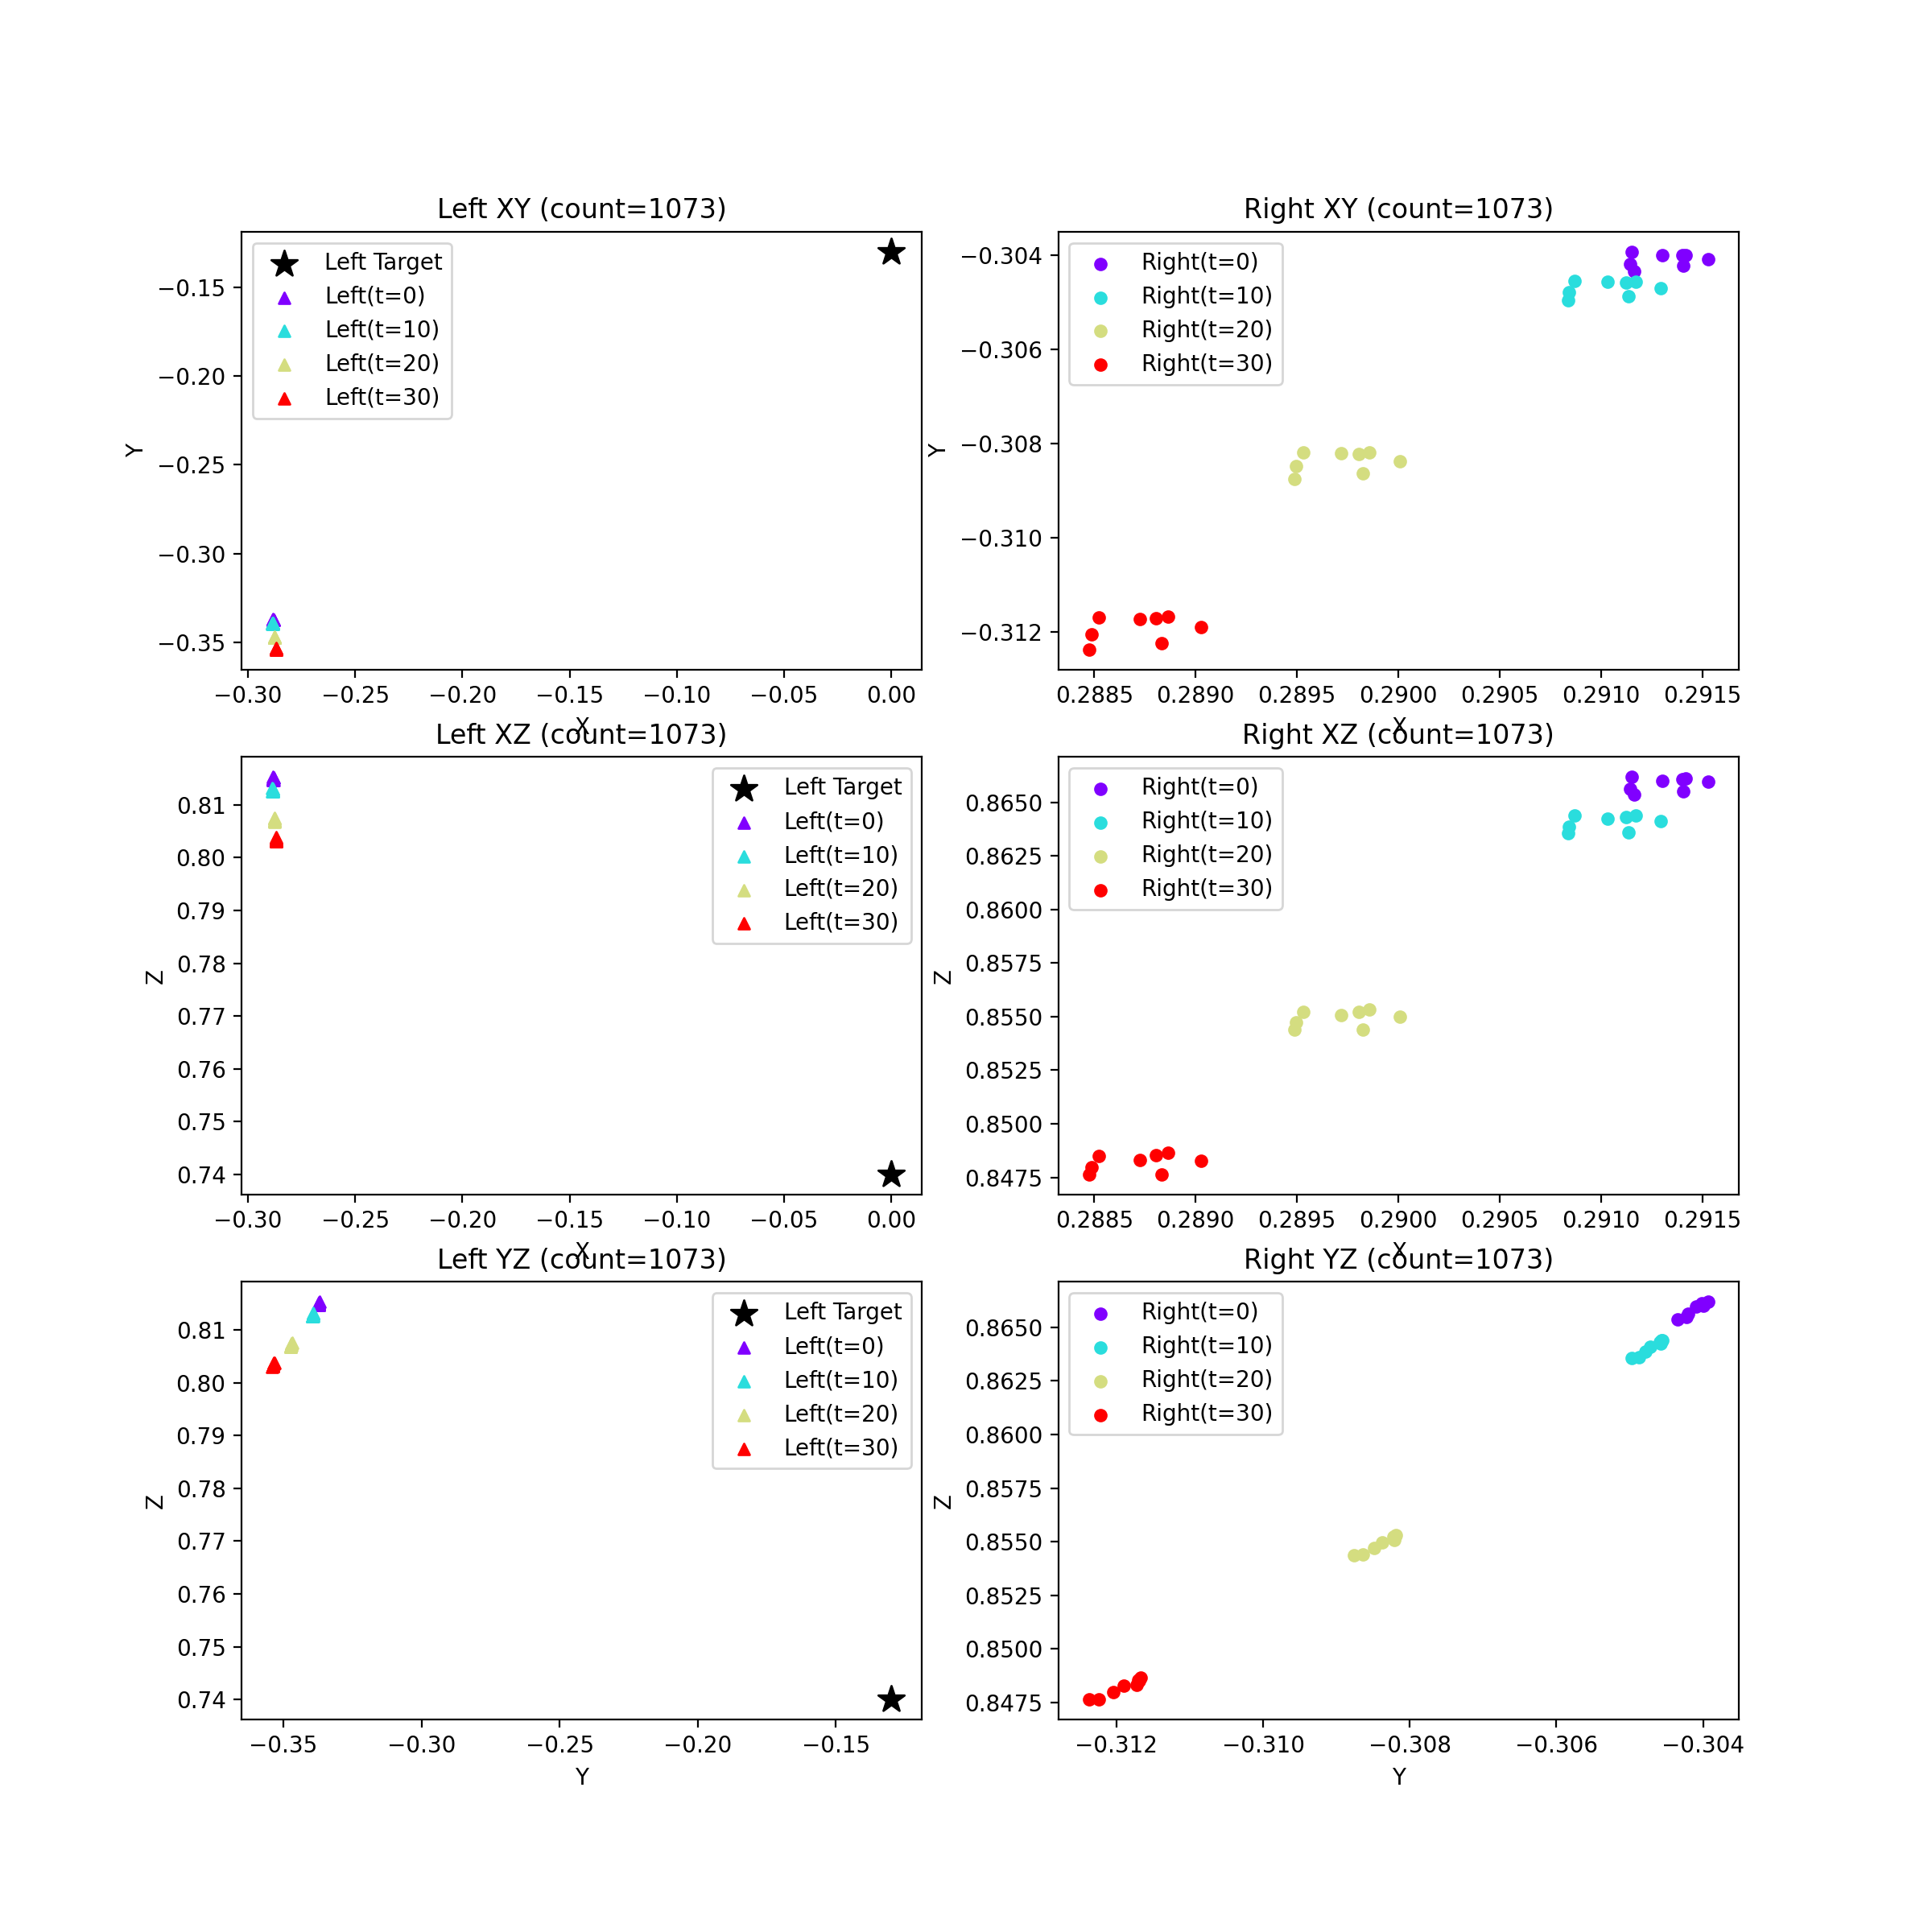 Left XY (count=1073)
Left Target
Left(t=0)
Left(t=10)
Left(t=20)
Left(t=30)
Y
−0.15
−0.20
−0.25
−0.30
−0.35
−0.30 −0.25 −0.20 −0.15 −0.10 −0.05 0.00
X
Right XY (count=1073)
Right(t=0)
Right(t=10)
Right(t=20)
Right(t=30)
Y
−0.304
−0.306
−0.308
−0.310
−0.312
0.2885 0.2890 0.2895 0.2900 0.2905 0.2910 0.2915
X
Left XZ (count=1073)
Left Target
Left(t=0)
Left(t=10)
Left(t=20)
Left(t=30)
Z
0.81
0.80
0.79
0.78
0.77
0.76
0.75
0.74
−0.30 −0.25 −0.20 −0.15 −0.10 −0.05 0.00
X
Right XZ (count=1073)
Right(t=0)
Right(t=10)
Right(t=20)
Right(t=30)
Z
0.8650
0.8625
0.8600
0.8575
0.8550
0.8525
0.8500
0.8475
0.2885 0.2890 0.2895 0.2900 0.2905 0.2910 0.2915
X
Left YZ (count=1073)
Left Target
Left(t=0)
Left(t=10)
Left(t=20)
Left(t=30)
Z
0.81
0.80
0.79
0.78
0.77
0.76
0.75
0.74
−0.35 −0.30 −0.25 −0.20 −0.15
Y
Right YZ (count=1073)
Right(t=0)
Right(t=10)
Right(t=20)
Right(t=30)
Z
0.8650
0.8625
0.8600
0.8575
0.8550
0.8525
0.8500
0.8475
−0.312 −0.310 −0.308 −0.306 −0.304
Y